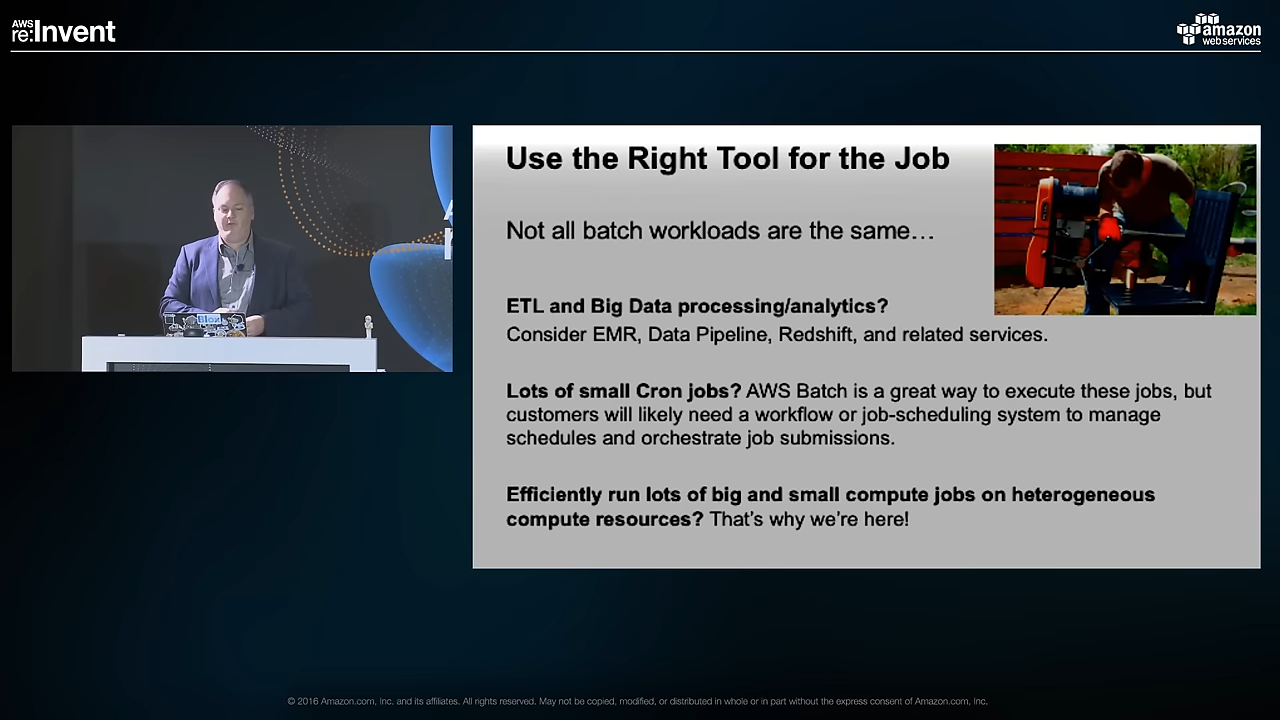 AWS
re:Invent
amazon
web services
Use the Right Tool for the Job
Not all batch workloads are the same…
ETL and Big Data processing/analytics?
Consider EMR, Data Pipeline, Redshift, and related services.
Lots of small Cron jobs? AWS Batch is a great way to execute these jobs, but
customers will likely need a workflow or job-scheduling system to manage
schedules and orchestrate job submissions.
Efficiently run lots of big and small compute jobs on heterogeneous
compute resources? That's why we're here!
Blox
© 2016 Amazon.com, Inc. and its affiliates. All rights reserved. May not be copied, modified, or distributed in whole or in part without the express consent of Amazon.com, Inc.